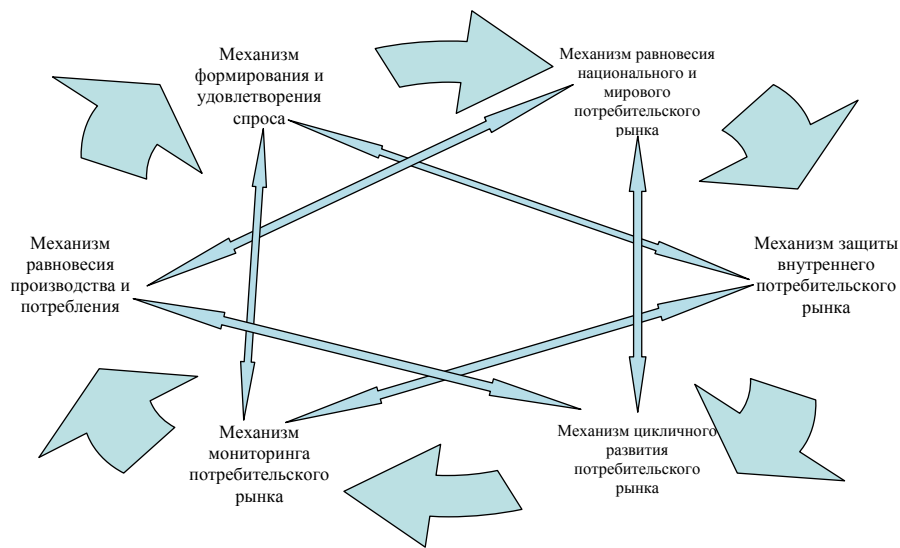 Механизм
формирования и
удовлетворения
спроса
Механизм равновесия
национального и
мирового
потребительского
рынка
Механизм
равновесия
производства и
потребления
Механизм защиты
внутреннего
потребительского
рынка
Механизм
мониторинга
потребительского
рынка
Механизм цикличного
развития
потребительского
рынка